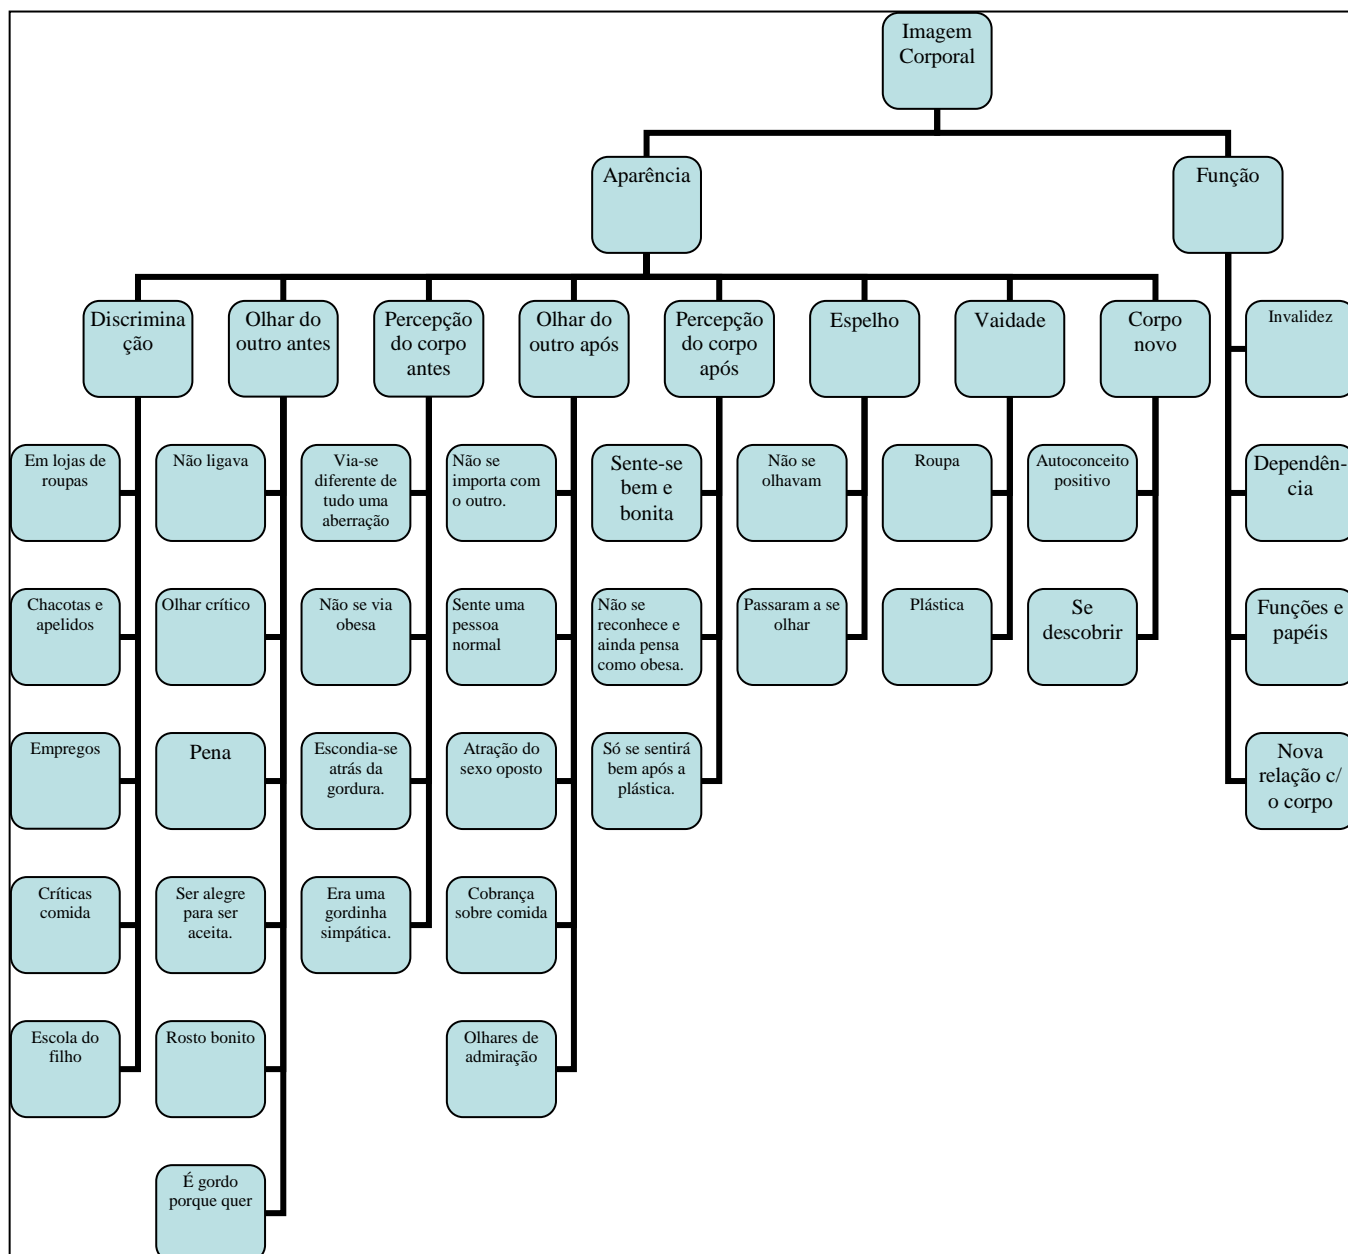 Imagem
Corporal
Aparência
Função
Discrimina
ção
Olhar do
outro antes
Percepção
do corpo
antes
Olhar do
outro após
Percepção
do corpo
após
Espelho
Vaidade
Corpo
novo
Invalidez
Em lojas de
roupas
Não ligava
Via-se
diferente de
tudo uma
aberração
Não se
importa com
o outro.
Sente-se
bem e
bonita
Não se
olhavam
Roupa
Autoconceito
positivo
Dependên-
cia
Chacotas e
apelidos
Olhar crítico
Não se via
obesa
Sente uma
pessoa
normal
Não se
reconhece e
ainda pensa
como obesa.
Passaram a se
olhar
Plástica
Se
descobrir
Funções e
papéis
Empregos
Pena
Escondia-se
atrás da
gordura.
Atração do
sexo oposto
Só se sentirá
bem após a
plástica.
Nova
relação c/
o corpo
Críticas
comida
Ser alegre
para ser
aceita.
Era uma
gordinha
simpática.
Cobrança
sobre comida
Escola do
filho
Rosto bonito
Olhares de
admiração
É gordo
porque quer